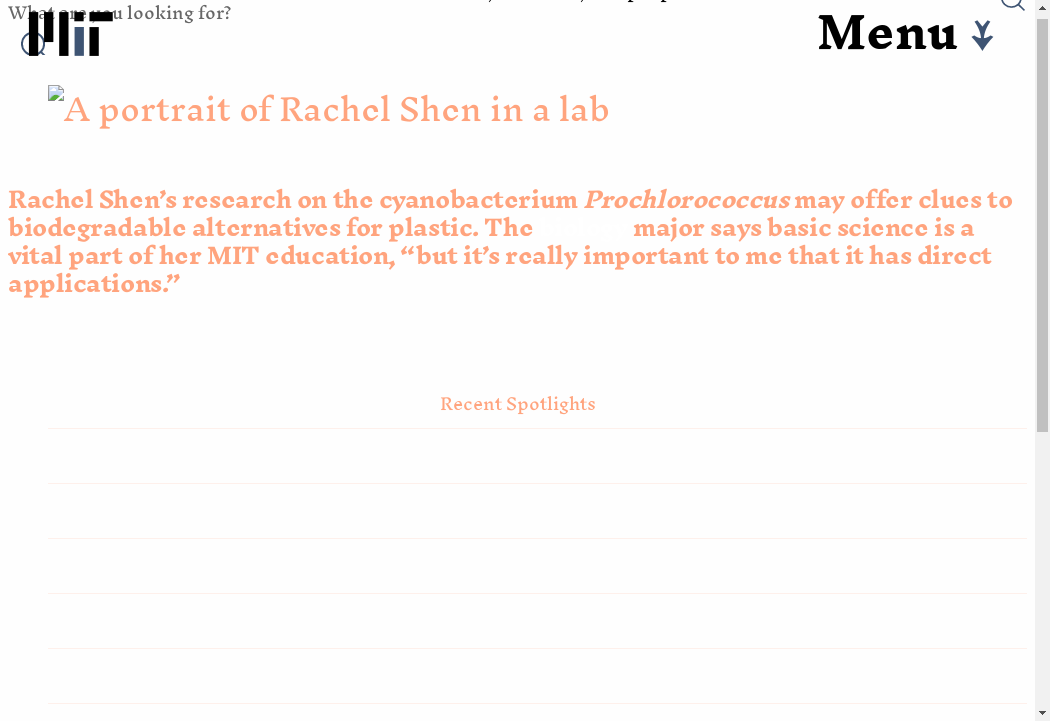 What are you looking for?
MIT
Menu
A portrait of Rachel Shen in a lab
Rachel Shen’s research on the cyanobacterium Prochlorococcus may offer clues to
biodegradable alternatives for plastic. The major says basic science is a
vital part of her MIT education, “but it’s really important to me that it has direct
applications.”
Recent Spotlights